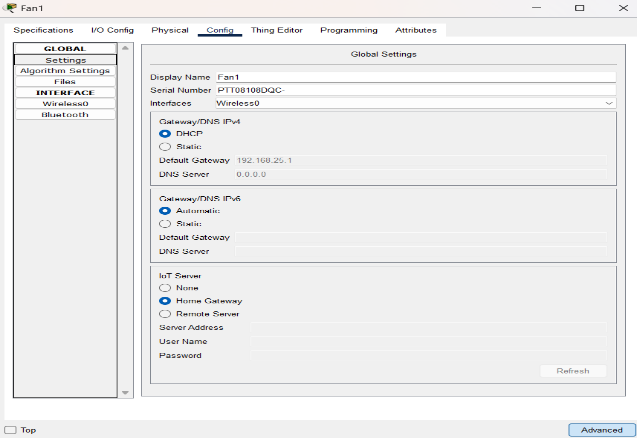 Fan1
Specifications I/O Config Physical Config Thing Editor Programming Attributes
GLOBAL
Settings
Algorithm Settings
Files
INTERFACE
Wireless0
Bluetooth
Global Settings
Display Name Fan1
Serial Number PTT08108DQC-
Interfaces Wireless0
Gateway/DNS IPv4
DHCP
Static
Default Gateway 192.168.25.1
DNS Server 0.0.0.0
Gateway/DNS IPv6
Automatic
Static
Default Gateway
DNS Server
IoT Server
None
Home Gateway
Remote Server
Server Address
User Name
Password
Refresh
Top
Advanced